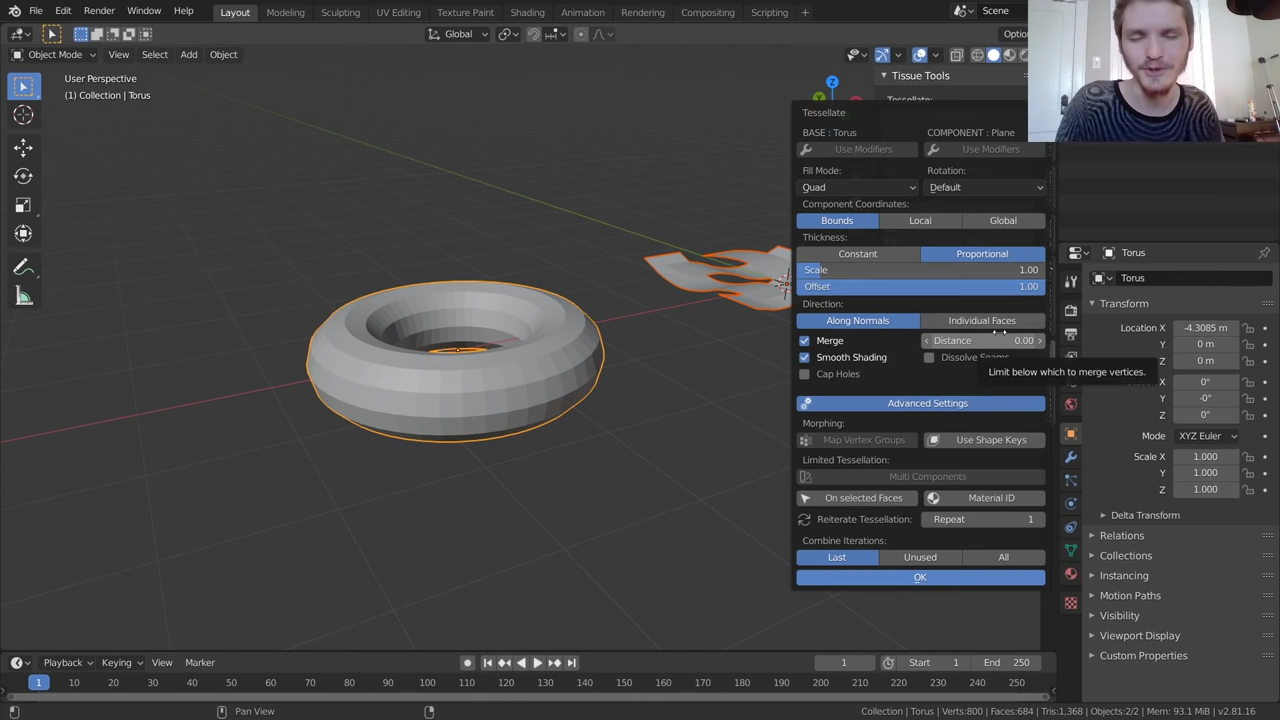 File Edit Render Window Help Layout Modeling Sculpting UV Editing Texture Paint Shading Animation Rendering Compositing Scripting Scene
Global Optio
Object Mode View Select Add Object
User Perspective
(1) Collection | Torus
Z
Y
Tissue Tools
Tessellate:
Tessellate
BASE : Torus COMPONENT : Plane
Use Modifiers Use Modifiers
Fill Mode: Rotation:
Quad Default
Component Coordinates:
Bounds Local Global
Thickness:
Constant Proportional
Scale 1.00
Offset 1.00
Direction:
Along Normals Individual Faces
Merge Distance 0.00
Smooth Shading Dissolve Seams
Cap Holes
Limit below which to merge vertices.
Advanced Settings
Morphing:
Map Vertex Groups Use Shape Keys
Limited Tessellation:
Multi Components
On selected Faces Material ID
Reiterate Tessellation: Repeat 1
Combine Iterations:
Last Unused All
OK
Torus
Torus
Transform
Location X -4.3085 m
Y 0 m
Z 0 m
X 0°
Y -0°
Z 0°
Mode XYZ Euler
Scale X 1.000
Y 1.000
Z 1.000
Delta Transform
Relations
Collections
Instancing
Motion Paths
Visibility
Viewport Display
Custom Properties
Playback Keying View Marker 1 Start 1 End 250
1 10 20 30 40 50 60 70 80 90 100 110 120 130 140 150 160 170 180 190 200 210 220 230 240 250
Pan View Collection | Torus | Verts:800 | Faces:684 | Tris:1,368 | Objects:2/2 | Mem: 93.1 MiB | v2.81.16